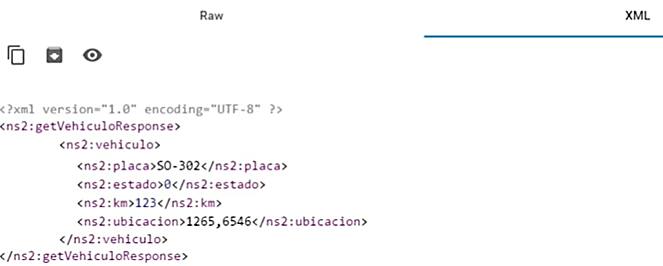 Raw XML
<?xml version="1.0" encoding="UTF-8" ?>
<ns2:getVehiculoResponse>
<ns2:vehiculo>
<ns2:placa>SO-302</ns2:placa>
<ns2:estado>0</ns2:estado>
<ns2:km>123</ns2:km>
<ns2:ubicacion>1265,6546</ns2:ubicacion>
</ns2:vehiculo>
</ns2:getVehiculoResponse>